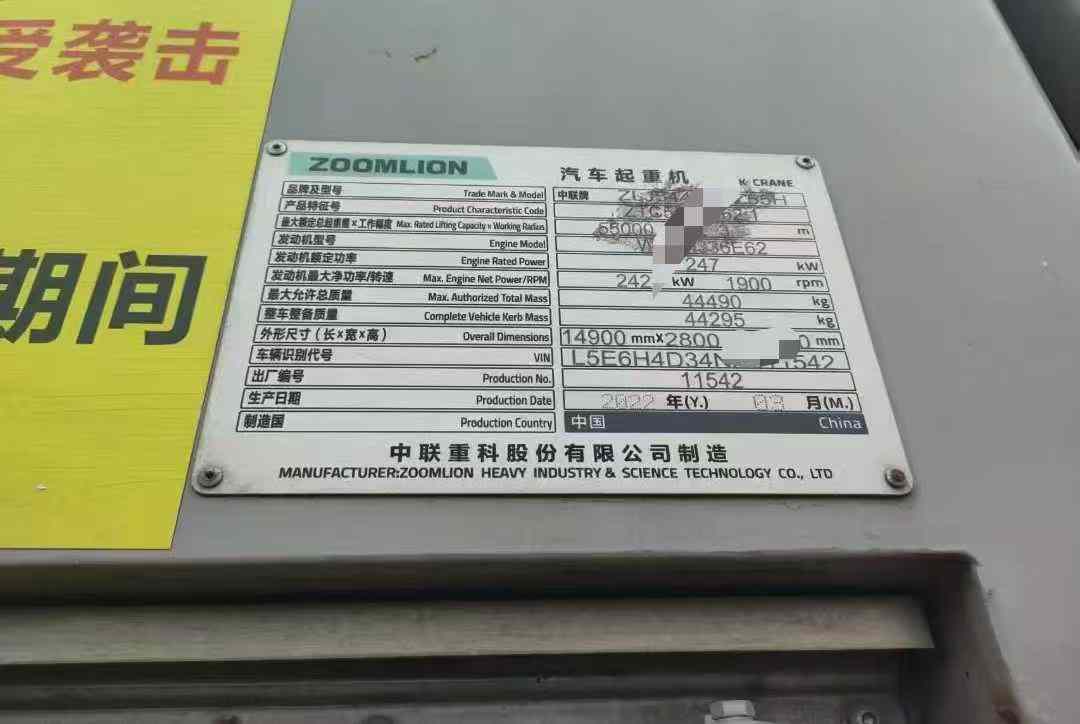 受袭击
期间
ZOOMLION 汽车起重机 K CRANE
品牌及型号 Trade Mark & Model 中联牌
产品特征号 Product Characteristic Code
最大额定总起重量×工作幅度 Max. Rated Lifting Capacity × Working Radius 55000 m
发动机型号 Engine Model
发动机额定功率 Engine Rated Power 247 kW
发动机最大净功率/转速 Max. Engine Net Power/RPM 242 kW 1900 rpm
最大允许总质量 Max. Authorized Total Mass 44490 kg
整车整备质量 Complete Vehicle Kerb Mass 44295 kg
外形尺寸（长×宽×高） Overall Dimensions 14900 mm×2800 0 mm
车辆识别代号 VIN L5E6H4D34N 11542
出厂编号 Production No. 11542
生产日期 Production Date 2022 年(Y.) 03 月(M.)
制造国 Production Country 中国 China
中联重科股份有限公司制造
MANUFACTURER:ZOOMLION HEAVY INDUSTRY & SCIENCE TECHNOLOGY CO., LTD